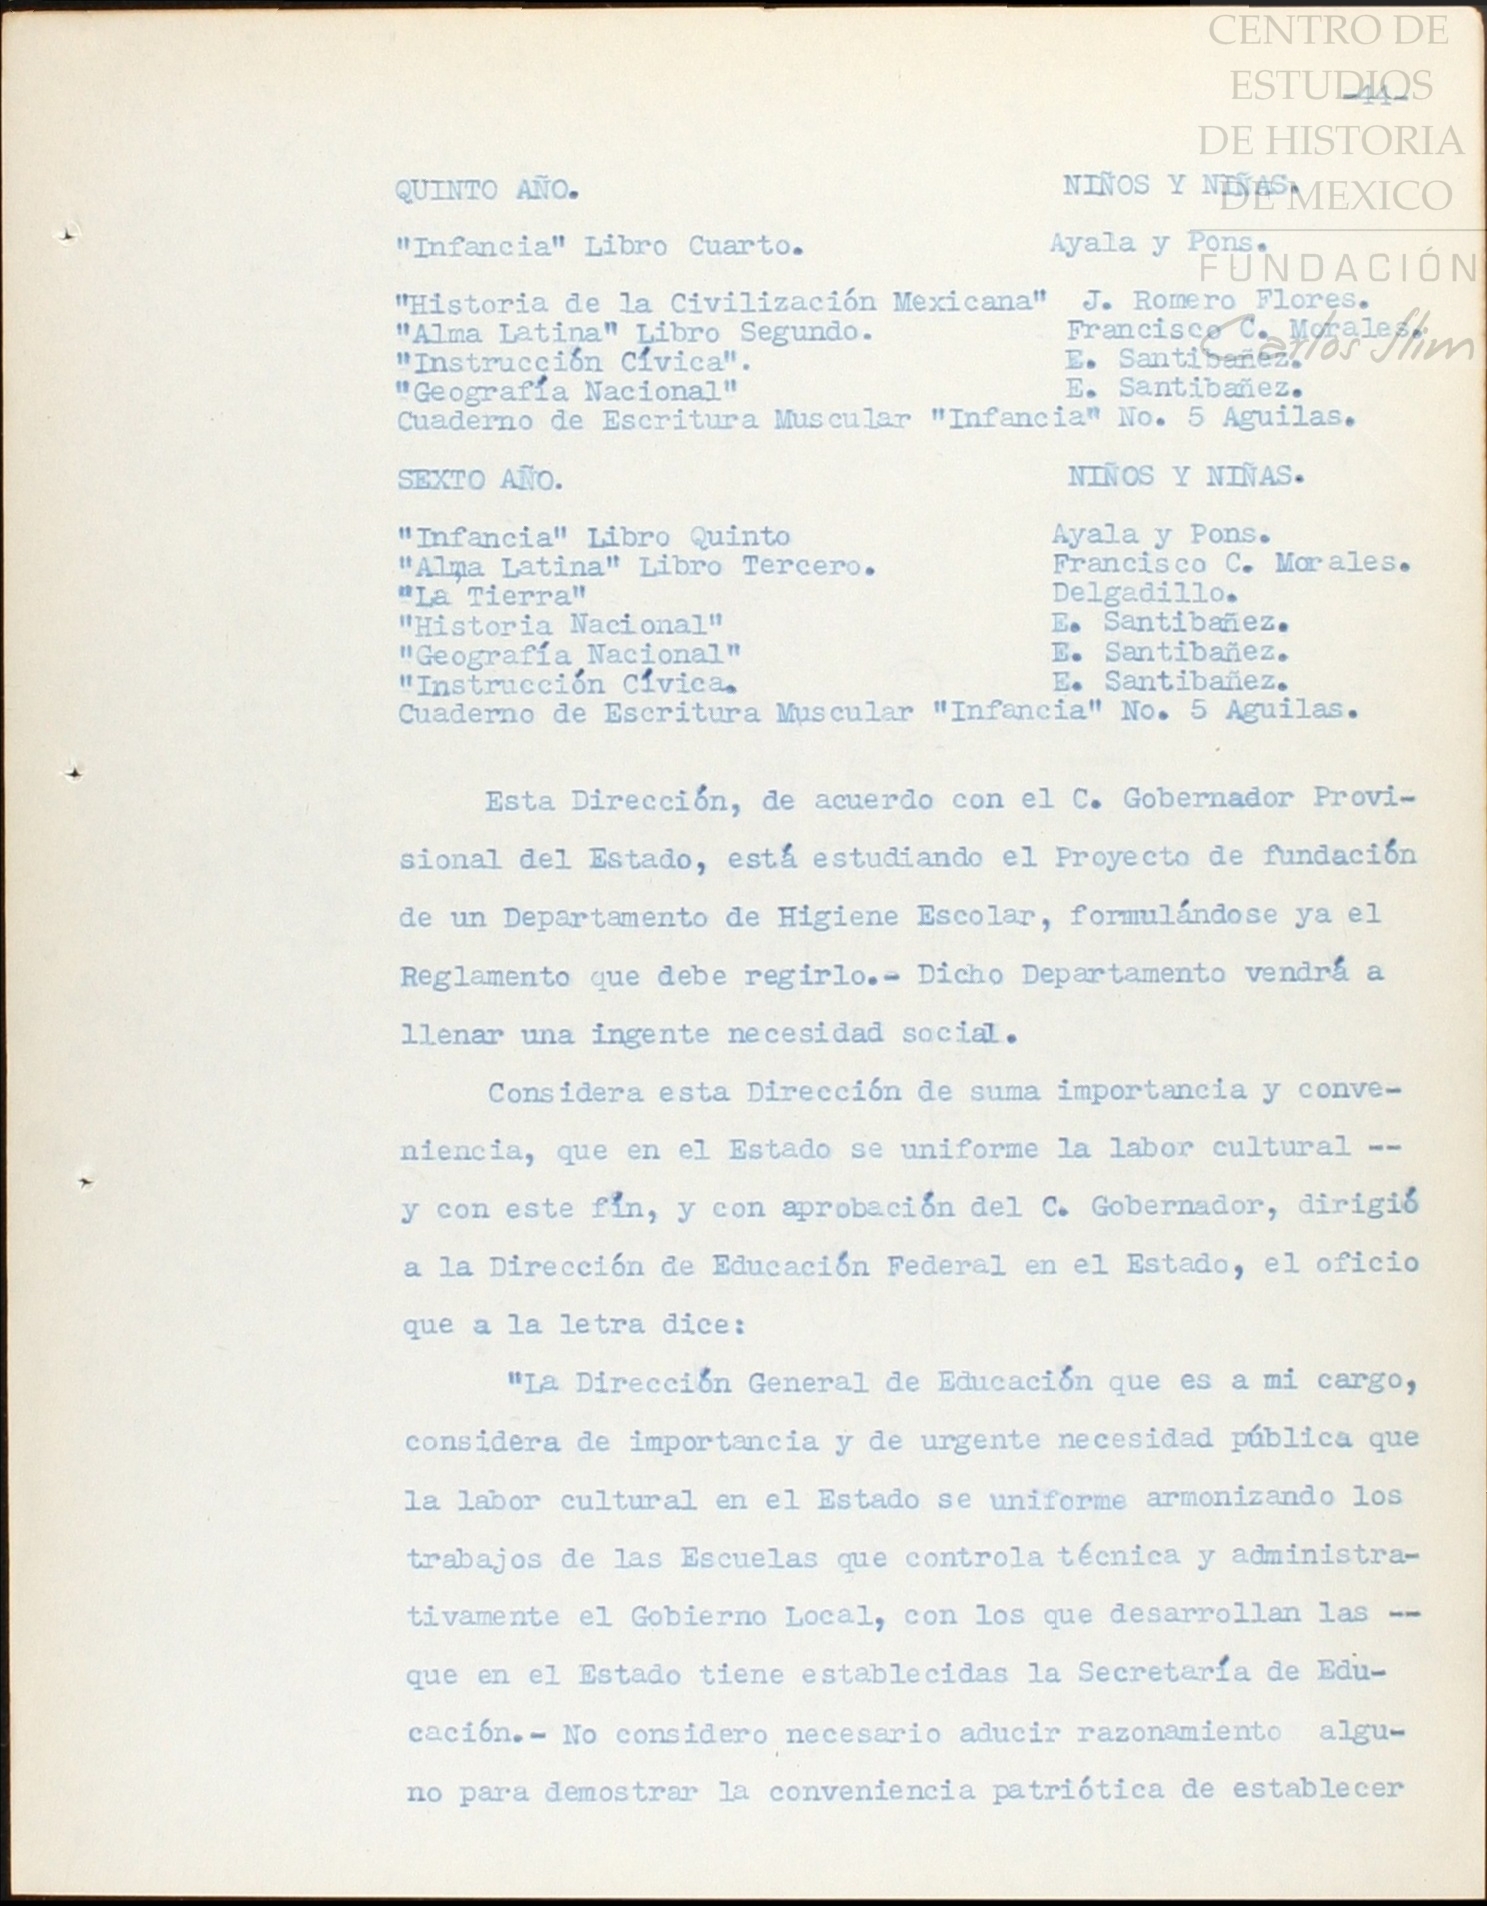 CENTRO DE
ESTUDIOS
DE HISTORIA
DE MEXICO
FUNDACIÓN
Carlos Slim
-44-
QUINTO AÑO. NIÑOS Y NIÑAS.
"Infancia" Libro Cuarto. Ayala y Pons.
"Historia de la Civilización Mexicana" J. Romero Flores.
"Alma Latina" Libro Segundo. Francisco C. Morales.
"Instrucción Cívica". E. Santibañez.
"Geografía Nacional" E. Santibañez.
Cuaderno de Escritura Muscular "Infancia" No. 5 Aguilas.
SEXTO AÑO. NIÑOS Y NIÑAS.
"Infancia" Libro Quinto Ayala y Pons.
"Alma Latina" Libro Tercero. Francisco C. Morales.
"La Tierra" Delgadillo.
"Historia Nacional" E. Santibañez.
"Geografía Nacional" E. Santibañez.
"Instrucción Cívica. E. Santibañez.
Cuaderno de Escritura Muscular "Infancia" No. 5 Aguilas.
Esta Dirección, de acuerdo con el C. Gobernador Provi-
sional del Estado, está estudiando el Proyecto de fundación
de un Departamento de Higiene Escolar, formulándose ya el
Reglamento que debe regirlo.- Dicho Departamento vendrá a
llenar una ingente necesidad social.
Considera esta Dirección de suma importancia y conve-
niencia, que en el Estado se uniforme la labor cultural --
y con este fín, y con aprobación del C. Gobernador, dirigió
a la Dirección de Educación Federal en el Estado, el oficio
que a la letra dice:
"La Dirección General de Educación que es a mi cargo,
considera de importancia y de urgente necesidad pública que
la labor cultural en el Estado se uniforme armonizando los
trabajos de las Escuelas que controla técnica y administra-
tivamente el Gobierno Local, con los que desarrollan las --
que en el Estado tiene establecidas la Secretaría de Edu-
cación.- No considero necesario aducir razonamiento algu-
no para demostrar la conveniencia patriótica de establecer